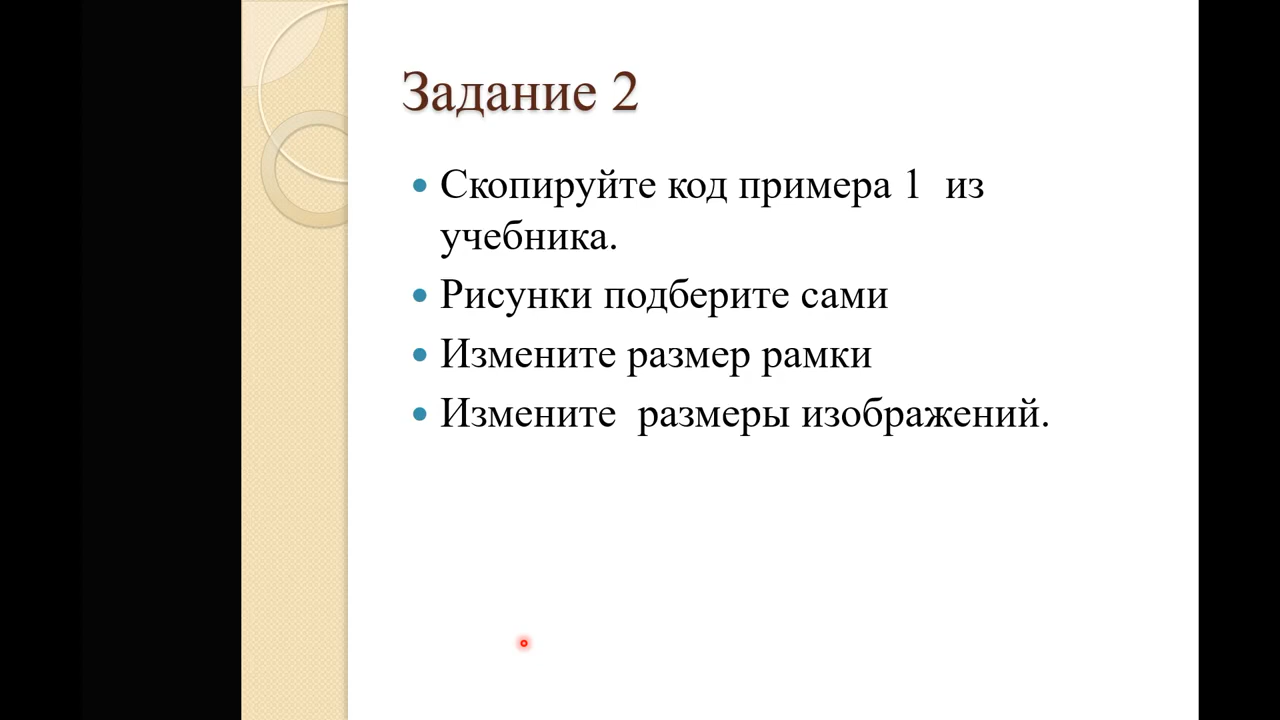 Задание 2
Скопируйте код примера 1 из
учебника.
Рисунки подберите сами
Измените размер рамки
Измените размеры изображений.